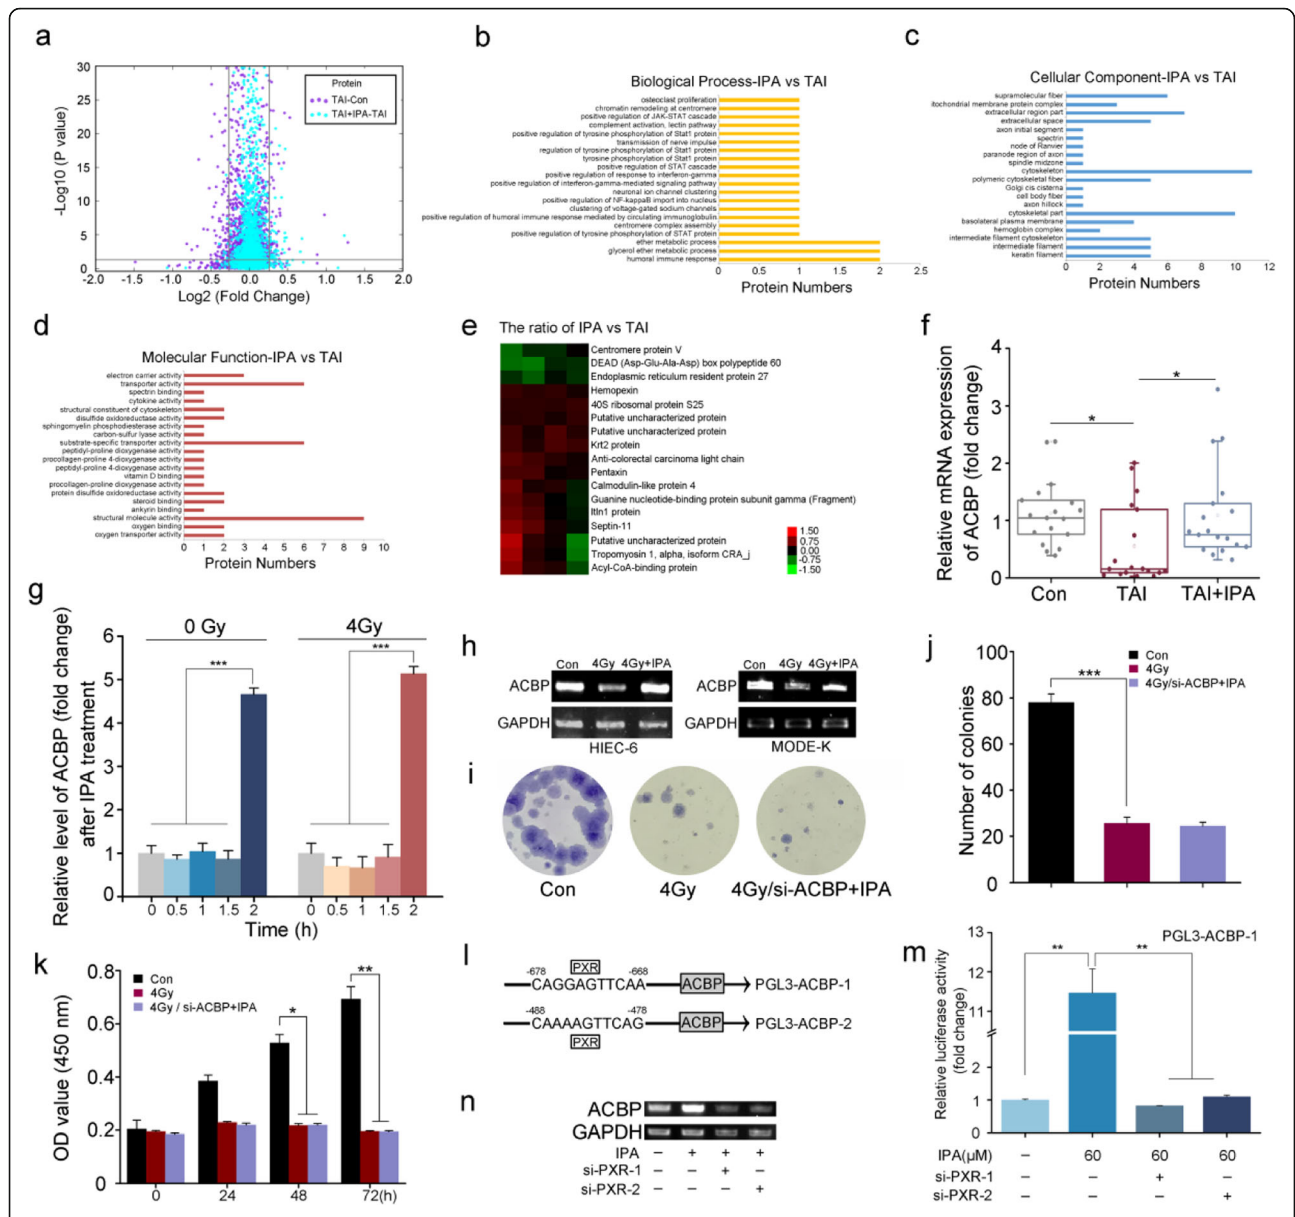 a
Protein
TAI-Con
TAI+IPA-TAI
-Log10 (P value)
30
25
20
15
10
5
0
-2.0 -1.5 -1.0 -0.5 0.0 0.5 1.0 1.5 2.0
Log2 (Fold Change)
b
Biological Process-IPA vs TAI
osteoclast proliferation
chromatin remodeling at centromere
positive regulation of JAK-STAT cascade
complement activation, lectin pathway
positive regulation of tyrosine phosphorylation of Stat1 protein
transmission of nerve impulse
regulation of tyrosine phosphorylation of Stat1 protein
tyrosine phosphorylation of Stat1 protein
positive regulation of STAT cascade
positive regulation of response to interferon-gamma
positive regulation of interferon-gamma-mediated signaling pathway
neuronal ion channel clustering
positive regulation of NF-kappaB import into nucleus
clustering of voltage-gated sodium channels
positive regulation of humoral immune response mediated by circulating immunoglobulin
centromere complex assembly
positive regulation of tyrosine phosphorylation of STAT protein
ether metabolic process
glycerol ether metabolic process
humoral immune response
0 0.5 1 1.5 2 2.5
Protein Numbers
c
Cellular Component-IPA vs TAI
supramolecular fiber
itochondrial membrane protein complex
extracellular region part
extracellular space
axon initial segment
spectrin
node of Ranvier
paranode region of axon
spindle midzone
cytoskeleton
polymeric cytoskeletal fiber
Golgi cis cisterna
cell body fiber
axon hillock
cytoskeletal part
basolateral plasma membrane
hemoglobin complex
intermediate filament cytoskeleton
intermediate filament
keratin filament
0 2 4 6 8 10 12
Protein Numbers
d
Molecular Function-IPA vs TAI
electron carrier activity
transporter activity
spectrin binding
cytokine activity
structural constituent of cytoskeleton
disulfide oxidoreductase activity
sphingomyelin phosphodiesterase activity
carbon-sulfur lyase activity
substrate-specific transporter activity
peptidyl-proline dioxygenase activity
procollagen-proline 4-dioxygenase activity
peptidyl-proline 4-dioxygenase activity
vitamin D binding
procollagen-proline dioxygenase activity
protein disulfide oxidoreductase activity
steroid binding
ankyrin binding
structural molecule activity
oxygen binding
oxygen transporter activity
0 1 2 3 4 5 6 7 8 9 10
Protein Numbers
e
The ratio of IPA vs TAI
Centromere protein V
DEAD (Asp-Glu-Ala-Asp) box polypeptide 60
Endoplasmic reticulum resident protein 27
Hemopexin
40S ribosomal protein S25
Putative uncharacterized protein
Putative uncharacterized protein
Krt2 protein
Anti-colorectal carcinoma light chain
Pentaxin
Calmodulin-like protein 4
Guanine nucleotide-binding protein subunit gamma (Fragment)
Itln1 protein
Septin-11
Putative uncharacterized protein
Tropomyosin 1, alpha, isoform CRA_j
Acyl-CoA-binding protein
1.50
0.75
0.00
-0.75
-1.50
f
Relative mRNA expression
of ACBP (fold change)
4
3
2
1
0
*
*
Con TAI TAI+IPA
g
Relative level of ACBP (fold change)
after IPA treatment
0 Gy 4Gy
6
5
4
3
2
1
0
***
***
0 0.5 1 1.5 2 0 0.5 1 1.5 2
Time (h)
h
Con 4Gy 4Gy+IPA
ACBP
GAPDH
HIEC-6
Con 4Gy 4Gy+IPA
ACBP
GAPDH
MODE-K
i
Con 4Gy 4Gy/si-ACBP+IPA
j
Number of colonies
100
80
60
40
20
0
Con
4Gy
4Gy/si-ACBP+IPA
***
k
OD value (450 nm)
0.8
0.6
0.4
0.2
0
Con
4Gy
4Gy / si-ACBP+IPA
*
**
0 24 48 72(h)
l
-678 PXR -668
CAGGAGTTCAA ACBP PGL3-ACBP-1
-488 -478
CAAAAGTTCAG ACBP PGL3-ACBP-2
PXR
m
PGL3-ACBP-1
Relative luciferase activity
(fold change)
13
12
11
2
1
0
**
**
IPA(μM) – 60 60 60
si-PXR-1 – – + –
si-PXR-2 – – – +
n
ACBP
GAPDH
IPA – + + +
si-PXR-1 – – + –
si-PXR-2 – – – +